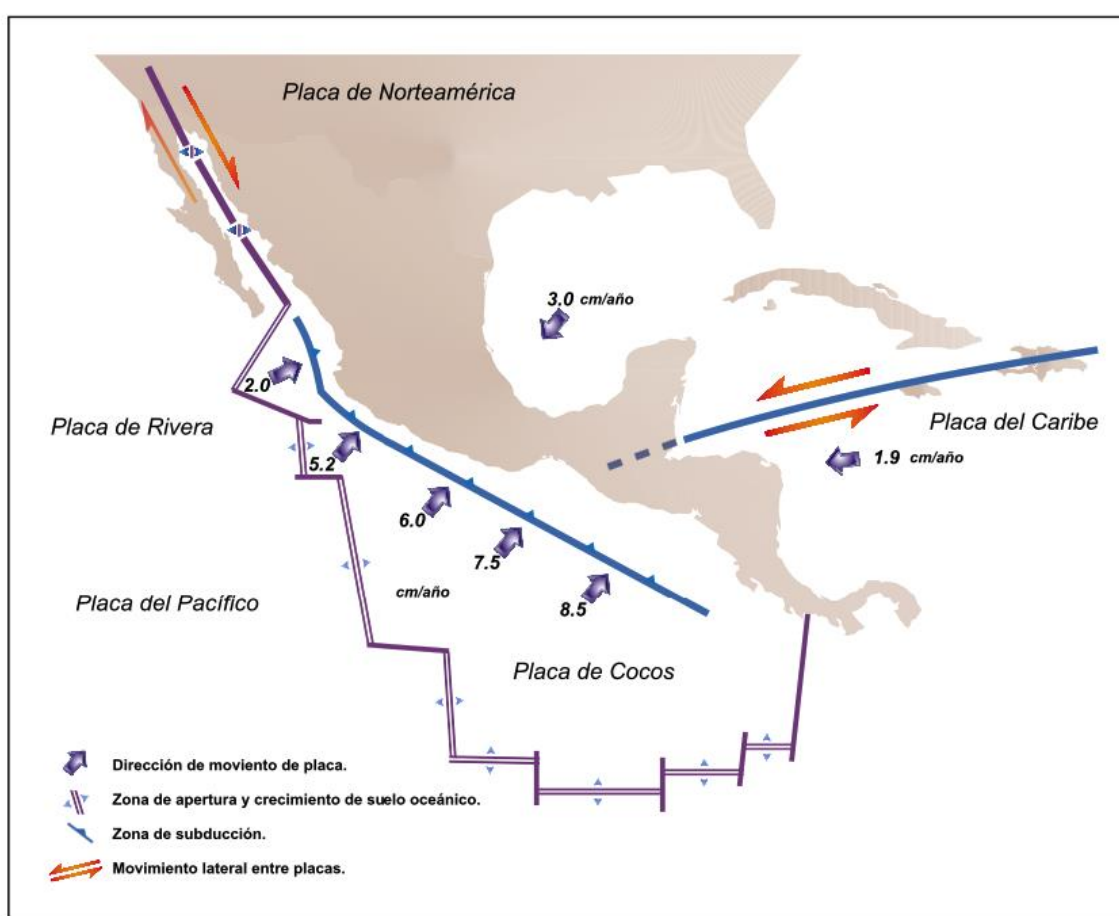 Placa de Norteamérica
3.0 cm/año
2.0
Placa de Rivera
Placa del Caribe
5.2
1.9 cm/año
6.0
7.5
cm/año
8.5
Placa del Pacífico
Placa de Cocos
Dirección de moviento de placa.
Zona de apertura y crecimiento de suelo oceánico.
Zona de subducción.
Movimiento lateral entre placas.